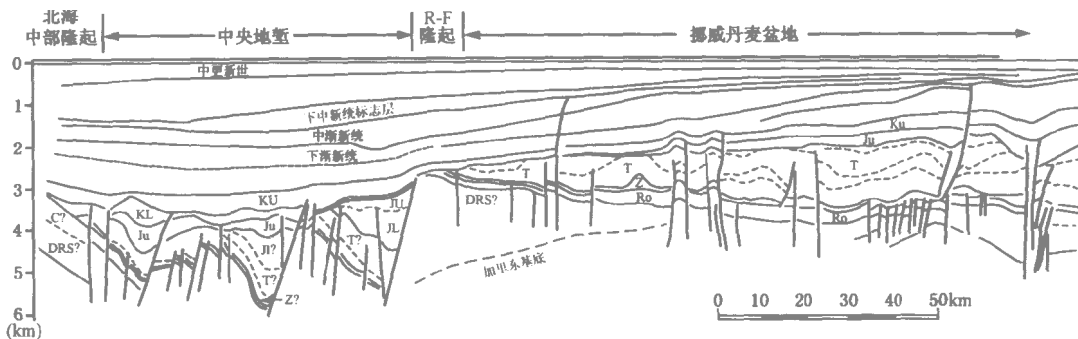 北海
中部隆起
中央地堑
R-F
隆起
挪威丹麦盆地
0
1
2
3
4
5
6
(km)
中更新世
下中新统标志层
中渐新统
下渐新统
Ku
Ju
T
T
T
Z
Ro
Ro
DRS?
加里东基底
KU
KL
Ju
C?
DRS?
Ju
Jl?
T?
Z?
T?
JU
JL
0 10 20 30 40 50km